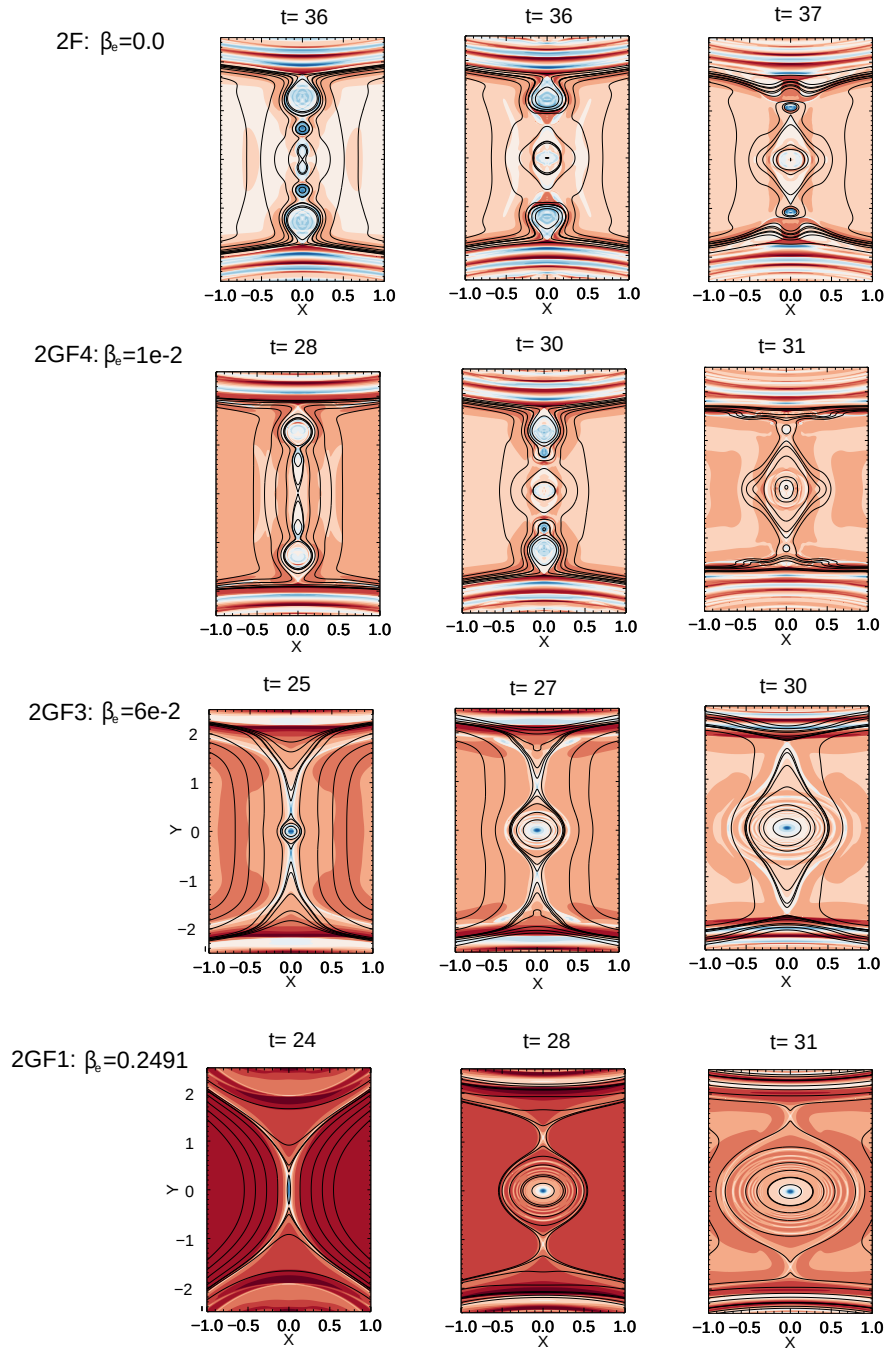 t= 36 t= 36 t= 37
2F: βₑ=0.0
−1.0 −0.5 0.0 0.5 1.0 −1.0 −0.5 0.0 0.5 1.0 −1.0 −0.5 0.0 0.5 1.0
X X X
t= 28 t= 30 t= 31
2GF4: βₑ=1e-2
−1.0 −0.5 0.0 0.5 1.0 −1.0 −0.5 0.0 0.5 1.0 −1.0 −0.5 0.0 0.5 1.0
X X X
t= 25 t= 27 t= 30
2GF3: βₑ=6e-2
2
1
Y 0
−1
−2
−1.0 −0.5 0.0 0.5 1.0 −1.0 −0.5 0.0 0.5 1.0 −1.0 −0.5 0.0 0.5 1.0
X X X
t= 24 t= 28 t= 31
2GF1: βₑ=0.2491
2
1
Y 0
−1
−2
−1.0 −0.5 0.0 0.5 1.0 −1.0 −0.5 0.0 0.5 1.0 −1.0 −0.5 0.0 0.5 1.0
X X X